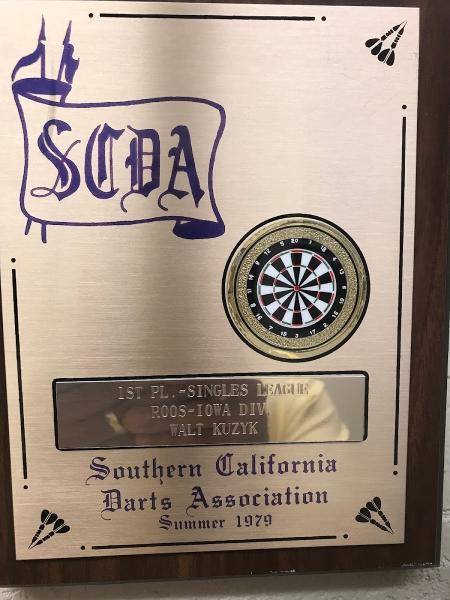 SCDA
1ST PL.-SINGLES LEAGUE
ROOS-IOWA DIV.
WALT KUZYK
Southern California
Darts Association
Summer 1979